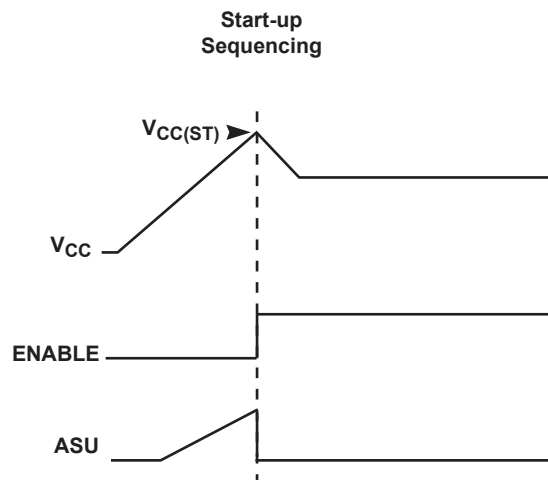 Start-up
Sequencing
VCC(ST)
VCC
ENABLE
ASU